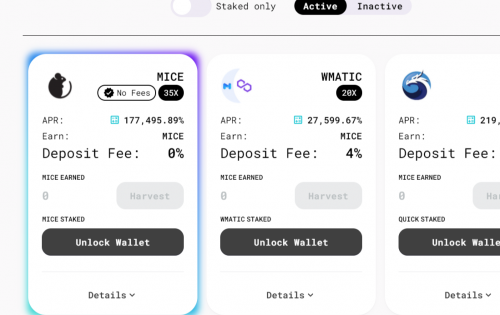 Staked only Active Inactive
MICE WMATIC
No Fees 35X 20X
APR: 177,495.89% APR: 27,599.67% APR: 219,
Earn: MICE Earn: MICE Earn:
Deposit Fee: 0% Deposit Fee: 4% Deposit Fee:
MICE EARNED MICE EARNED MICE EARNED
0 Harvest 0 Harvest 0 Ha
MICE STAKED WMATIC STAKED QUICK STAKED
Unlock Wallet Unlock Wallet Unlock Walle
Details Details Details